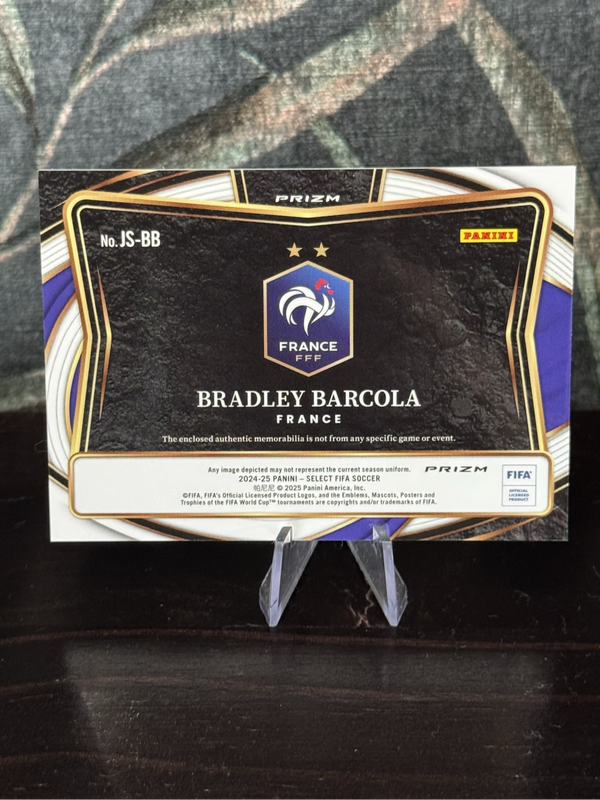 PRIZM
No. JS-BB
PANINI
FRANCE
FFF
BRADLEY BARCOLA
FRANCE
The enclosed authentic memorabilia is not from any specific game or event.
Any image depicted may not represent the current season uniform.
PRIZM
2024-25 PANINI – SELECT FIFA SOCCER
帕尼尼 © 2025 Panini America, Inc.
©FIFA, FIFA's Official Licensed Product Logos, and the Emblems, Mascots, Posters and
Trophies of the FIFA World Cup™ tournaments are copyrights and/or trademarks of FIFA.
FIFA®
OFFICIAL
LICENSED
PRODUCT